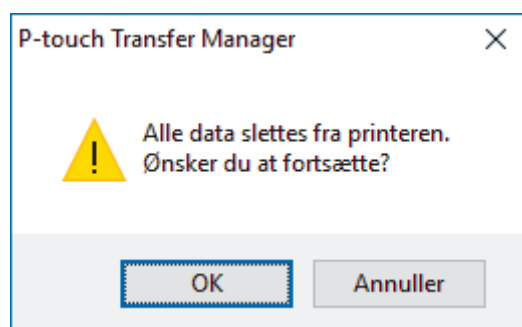 P-touch Transfer Manager
Alle data slettes fra printeren.
Ønsker du at fortsætte?
OK
Annuller